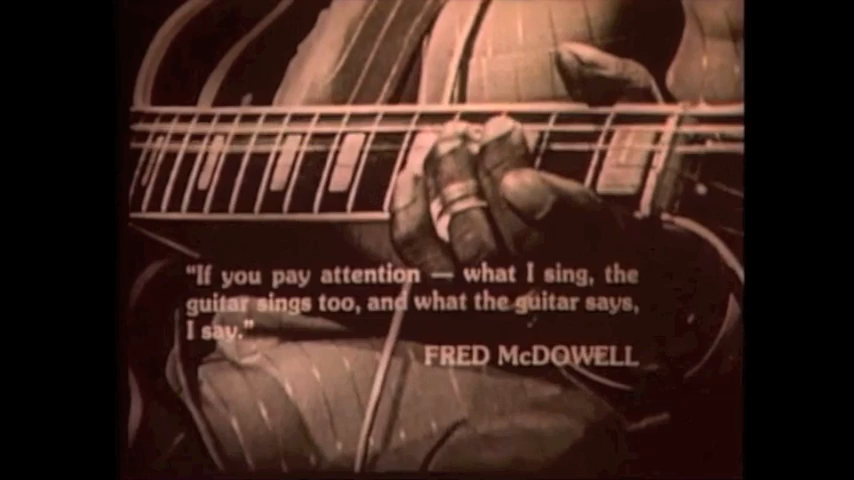 "If you pay attention — what I sing, the
guitar sings too, and what the guitar says,
I say."
FRED McDOWELL